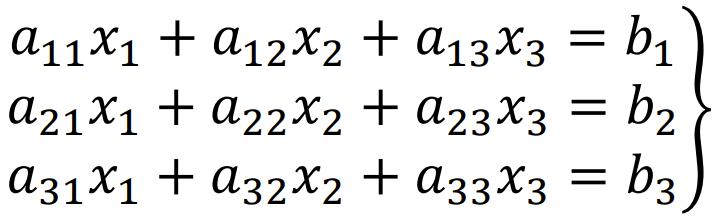 a₁₁x₁ + a₁₂x₂ + a₁₃x₃ = b₁
a₂₁x₁ + a₂₂x₂ + a₂₃x₃ = b₂
a₃₁x₁ + a₃₂x₂ + a₃₃x₃ = b₃